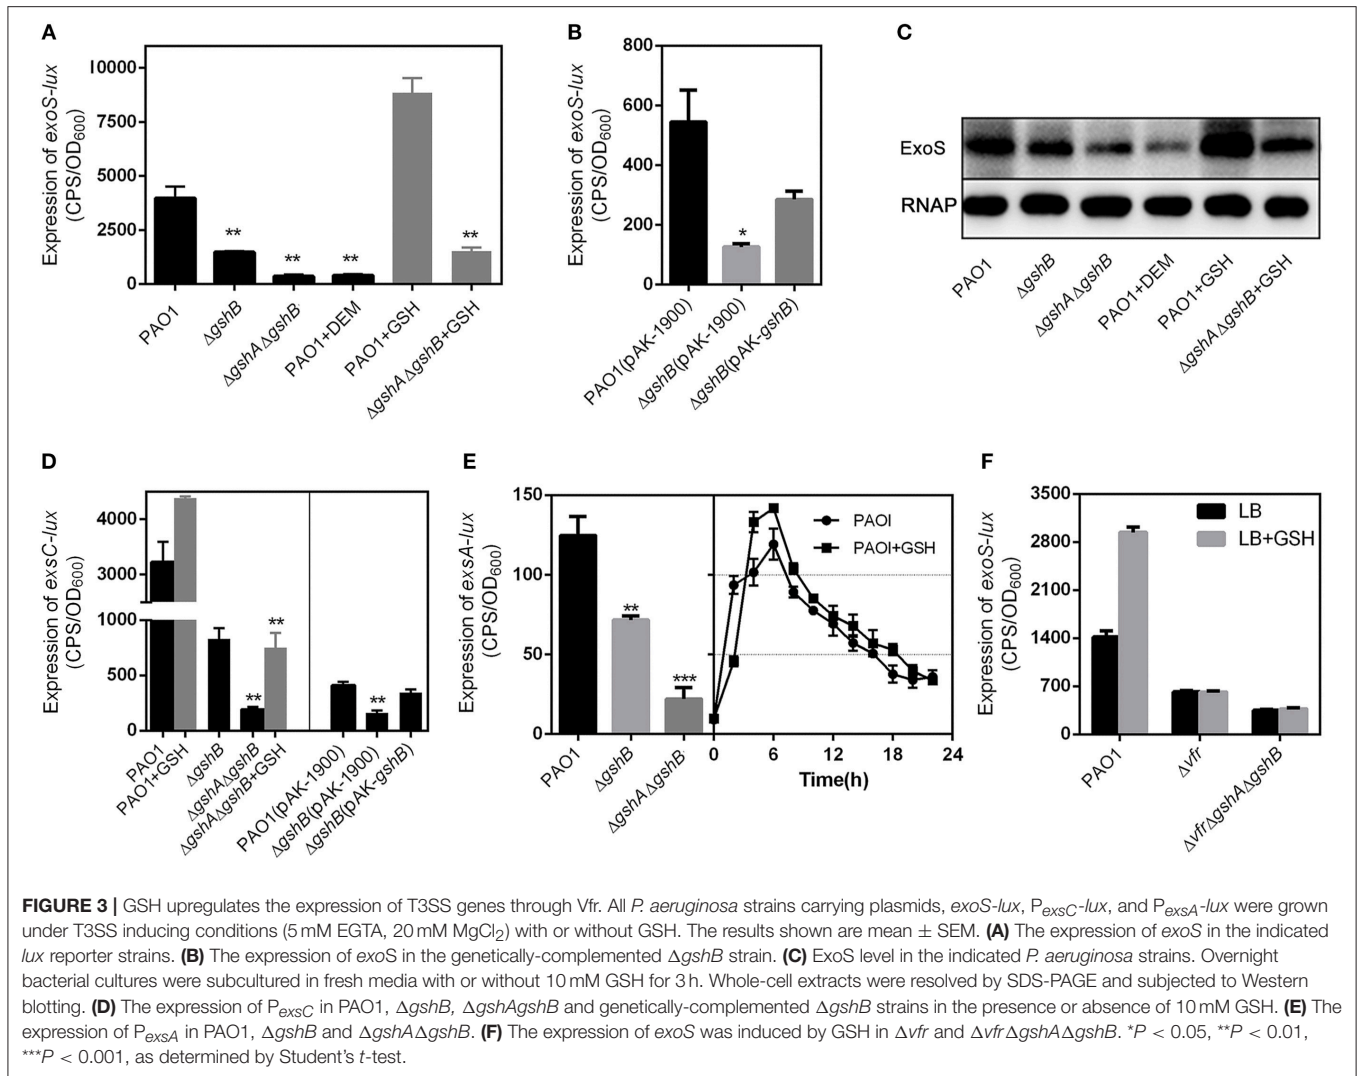 A
Expression of exoS-lux
(CPS/OD600)
10000
7500
5000
2500
0
**
**
**
**
PAO1
ΔgshB
ΔgshAΔgshB
PAO1+DEM
PAO1+GSH
ΔgshAΔgshB+GSH
B
Expression of exoS-lux
(CPS/OD600)
800
600
400
200
0
*
PAO1(pAK-1900)
ΔgshB(pAK-1900)
ΔgshB(pAK-gshB)
C
ExoS
RNAP
PAO1
ΔgshB
ΔgshAΔgshB
PAO1+DEM
PAO1+GSH
ΔgshAΔgshB+GSH
D
Expression of exsC-lux
(CPS/OD600)
4000
3000
1000
500
0
**
**
**
PAO1
PAO1+GSH
ΔgshB
ΔgshAΔgshB
ΔgshAΔgshB+GSH
PAO1(pAK-1900)
ΔgshB(pAK-1900)
ΔgshB(pAK-gshB)
E
Expression of exsA-lux
(CPS/OD600)
150
100
50
0
**
***
PAO1
ΔgshB
ΔgshAΔgshB
PAOI
PAOI+GSH
0 6 12 18 24
Time(h)
F
Expression of exoS-lux
(CPS/OD600)
3500
2800
2100
1400
700
0
LB
LB+GSH
PAO1
Δvfr
ΔvfrΔgshAΔgshB
FIGURE 3 | GSH upregulates the expression of T3SS genes through Vfr. All P. aeruginosa strains carrying plasmids, exoS-lux, PexsC-lux, and PexsA-lux were grown
under T3SS inducing conditions (5 mM EGTA, 20 mM MgCl2) with or without GSH. The results shown are mean ± SEM. (A) The expression of exoS in the indicated
lux reporter strains. (B) The expression of exoS in the genetically-complemented ΔgshB strain. (C) ExoS level in the indicated P. aeruginosa strains. Overnight
bacterial cultures were subcultured in fresh media with or without 10 mM GSH for 3 h. Whole-cell extracts were resolved by SDS-PAGE and subjected to Western
blotting. (D) The expression of PexsC in PAO1, ΔgshB, ΔgshAgshB and genetically-complemented ΔgshB strains in the presence or absence of 10 mM GSH. (E) The
expression of PexsA in PAO1, ΔgshB and ΔgshAΔgshB. (F) The expression of exoS was induced by GSH in Δvfr and ΔvfrΔgshAΔgshB. *P < 0.05, **P < 0.01,
***P < 0.001, as determined by Student's t-test.